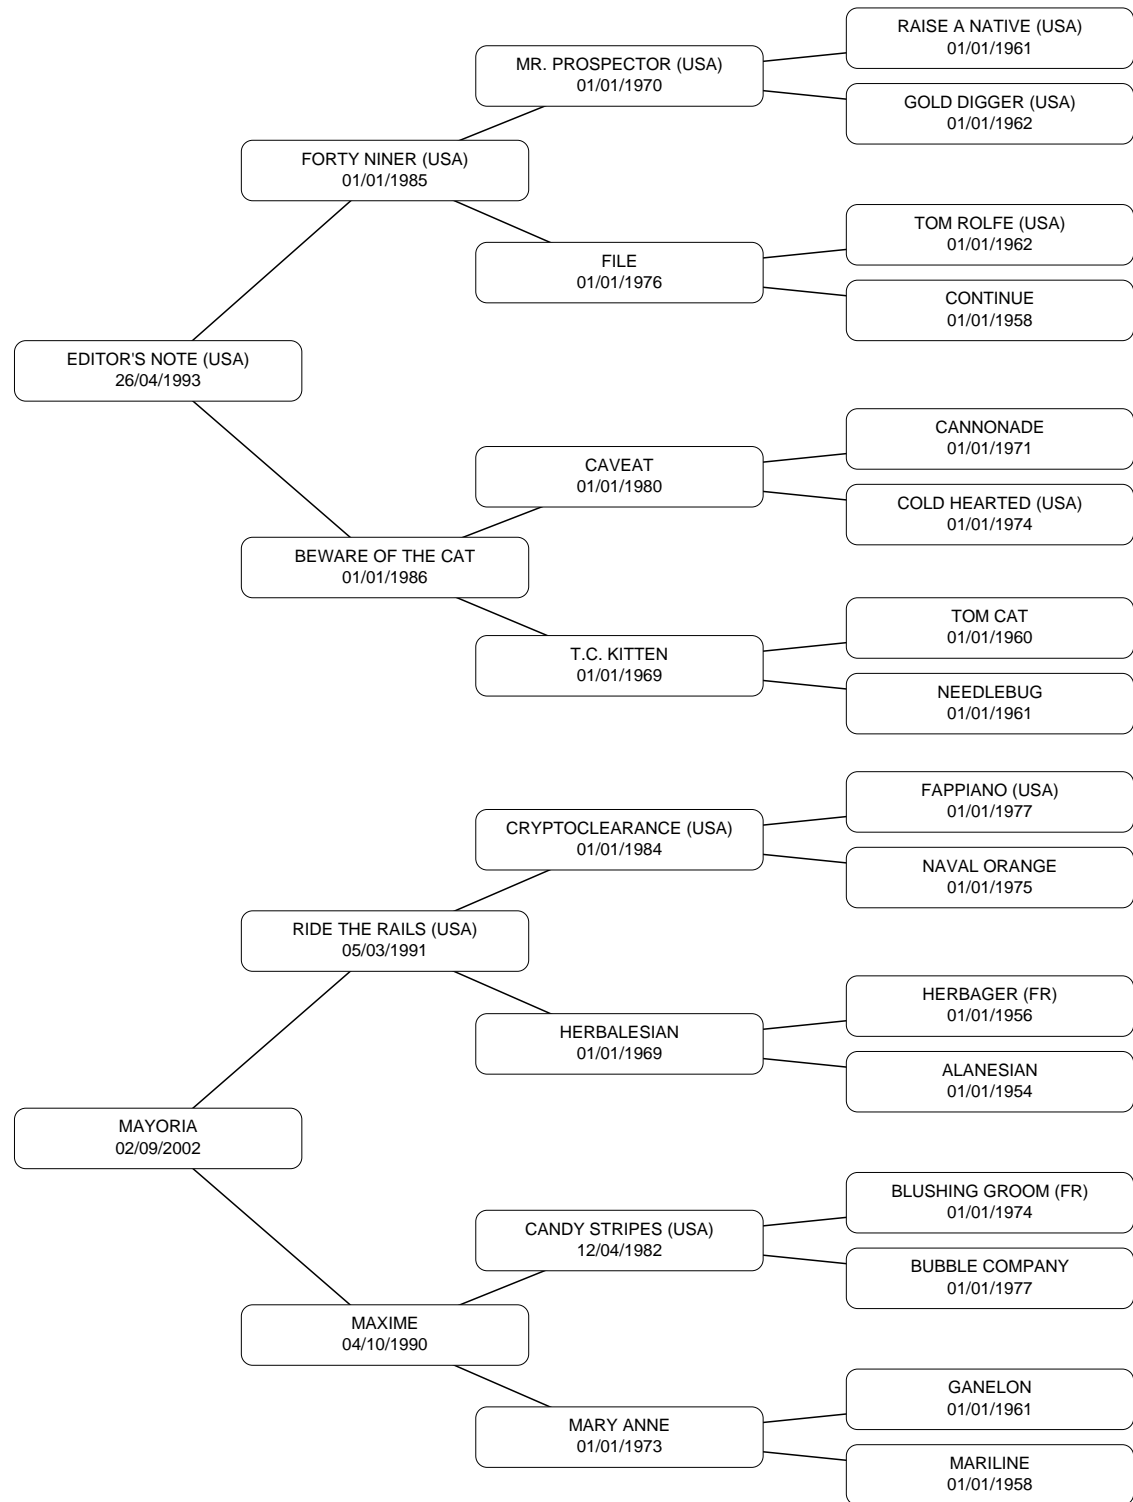 RAISE A NATIVE (USA)
01/01/1961
MR. PROSPECTOR (USA)
01/01/1970
GOLD DIGGER (USA)
01/01/1962
FORTY NINER (USA)
01/01/1985
TOM ROLFE (USA)
01/01/1962
FILE
01/01/1976
CONTINUE
01/01/1958
EDITOR'S NOTE (USA)
26/04/1993
CANNONADE
01/01/1971
CAVEAT
01/01/1980
COLD HEARTED (USA)
01/01/1974
BEWARE OF THE CAT
01/01/1986
TOM CAT
01/01/1960
T.C. KITTEN
01/01/1969
NEEDLEBUG
01/01/1961
FAPPIANO (USA)
01/01/1977
CRYPTOCLEARANCE (USA)
01/01/1984
NAVAL ORANGE
01/01/1975
RIDE THE RAILS (USA)
05/03/1991
HERBAGER (FR)
01/01/1956
HERBALESIAN
01/01/1969
ALANESIAN
01/01/1954
MAYORIA
02/09/2002
BLUSHING GROOM (FR)
01/01/1974
CANDY STRIPES (USA)
12/04/1982
BUBBLE COMPANY
01/01/1977
MAXIME
04/10/1990
GANELON
01/01/1961
MARY ANNE
01/01/1973
MARILINE
01/01/1958